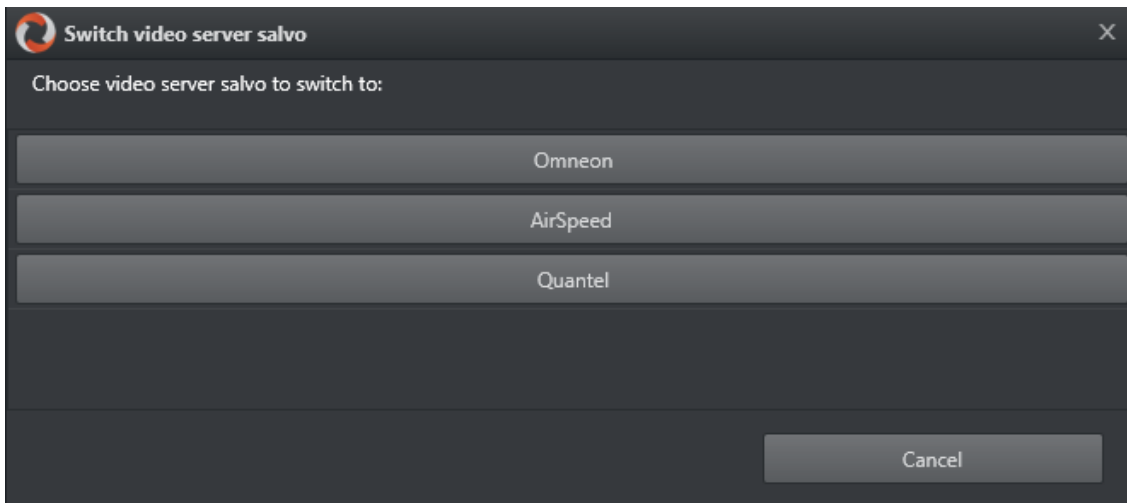 Switch video server salvo
Choose video server salvo to switch to:
Omneon
AirSpeed
Quantel
Cancel